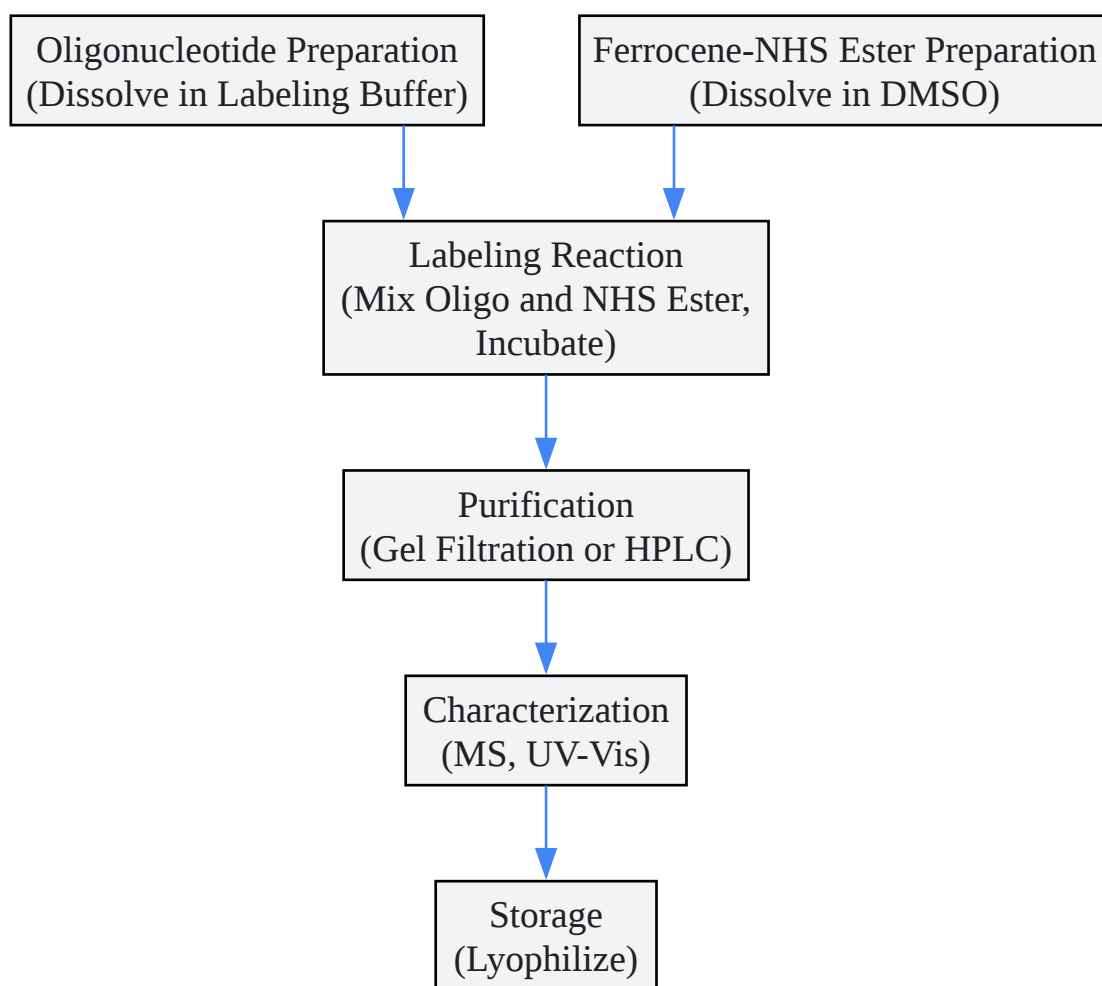 Oligonucleotide Preparation
(Dissolve in Labeling Buffer)
Ferrocene-NHS Ester Preparation
(Dissolve in DMSO)
Labeling Reaction
(Mix Oligo and NHS Ester,
Incubate)
Purification
(Gel Filtration or HPLC)
Characterization
(MS, UV-Vis)
Storage
(Lyophilize)